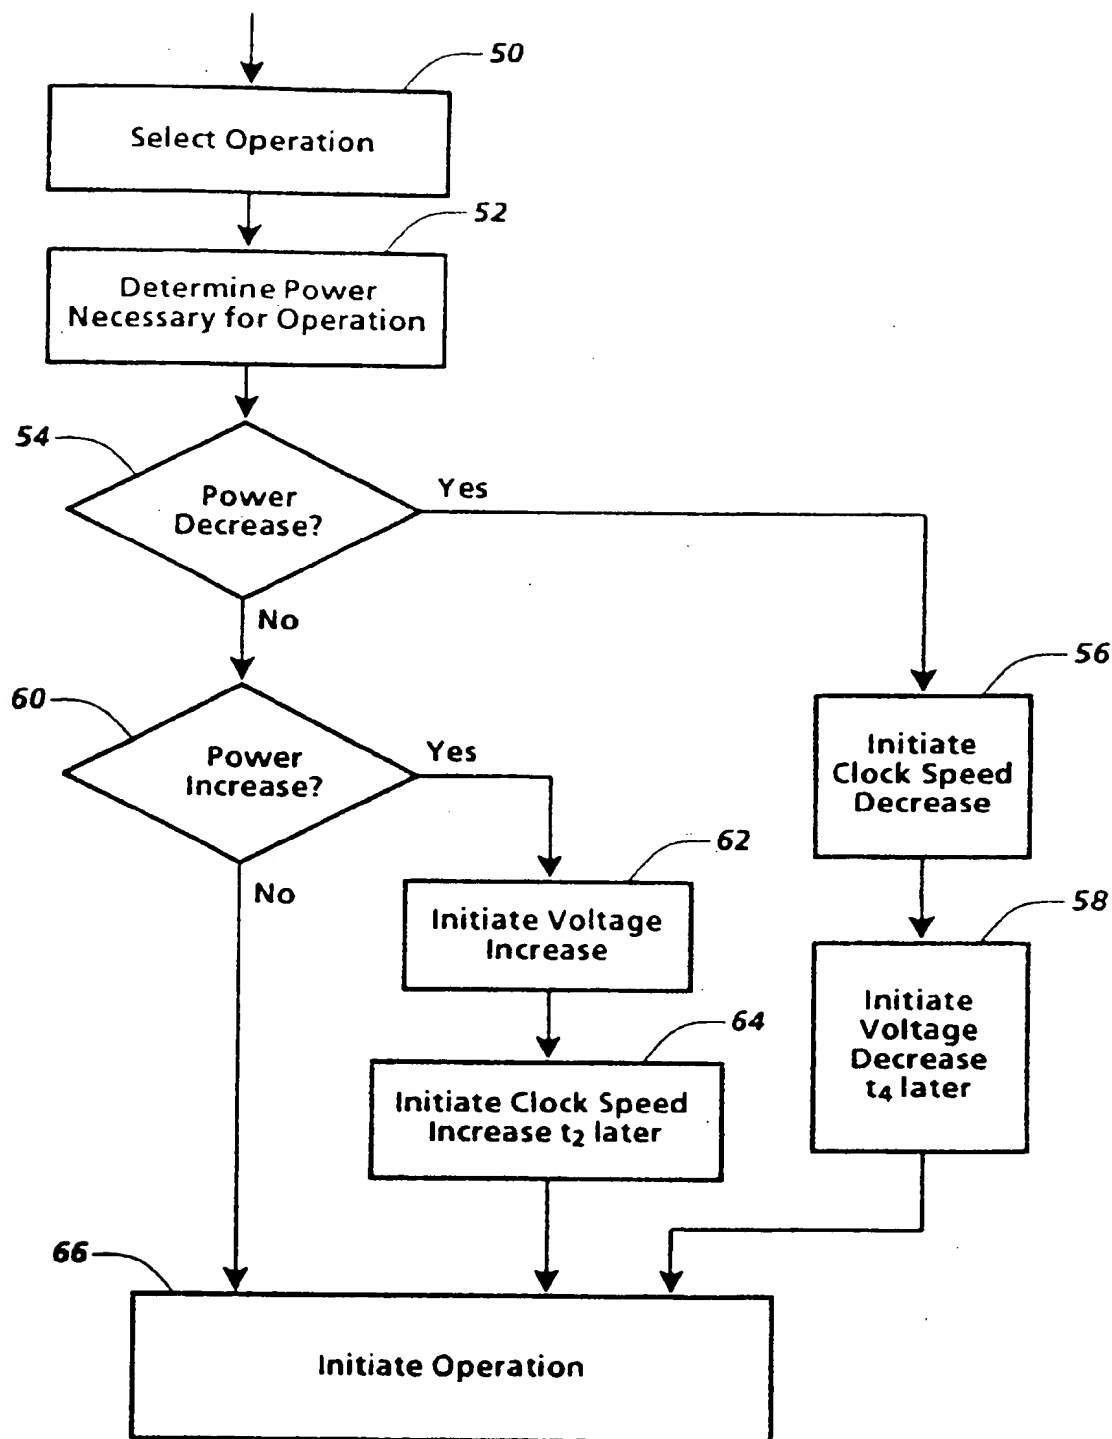 50
Select Operation
52
Determine Power
Necessary for Operation
54
Power
Decrease?
Yes
No
60
Power
Increase?
Yes
No
56
Initiate
Clock Speed
Decrease
62
Initiate Voltage
Increase
58
Initiate
Voltage
Decrease
t4 later
64
Initiate Clock Speed
Increase t2 later
66
Initiate Operation